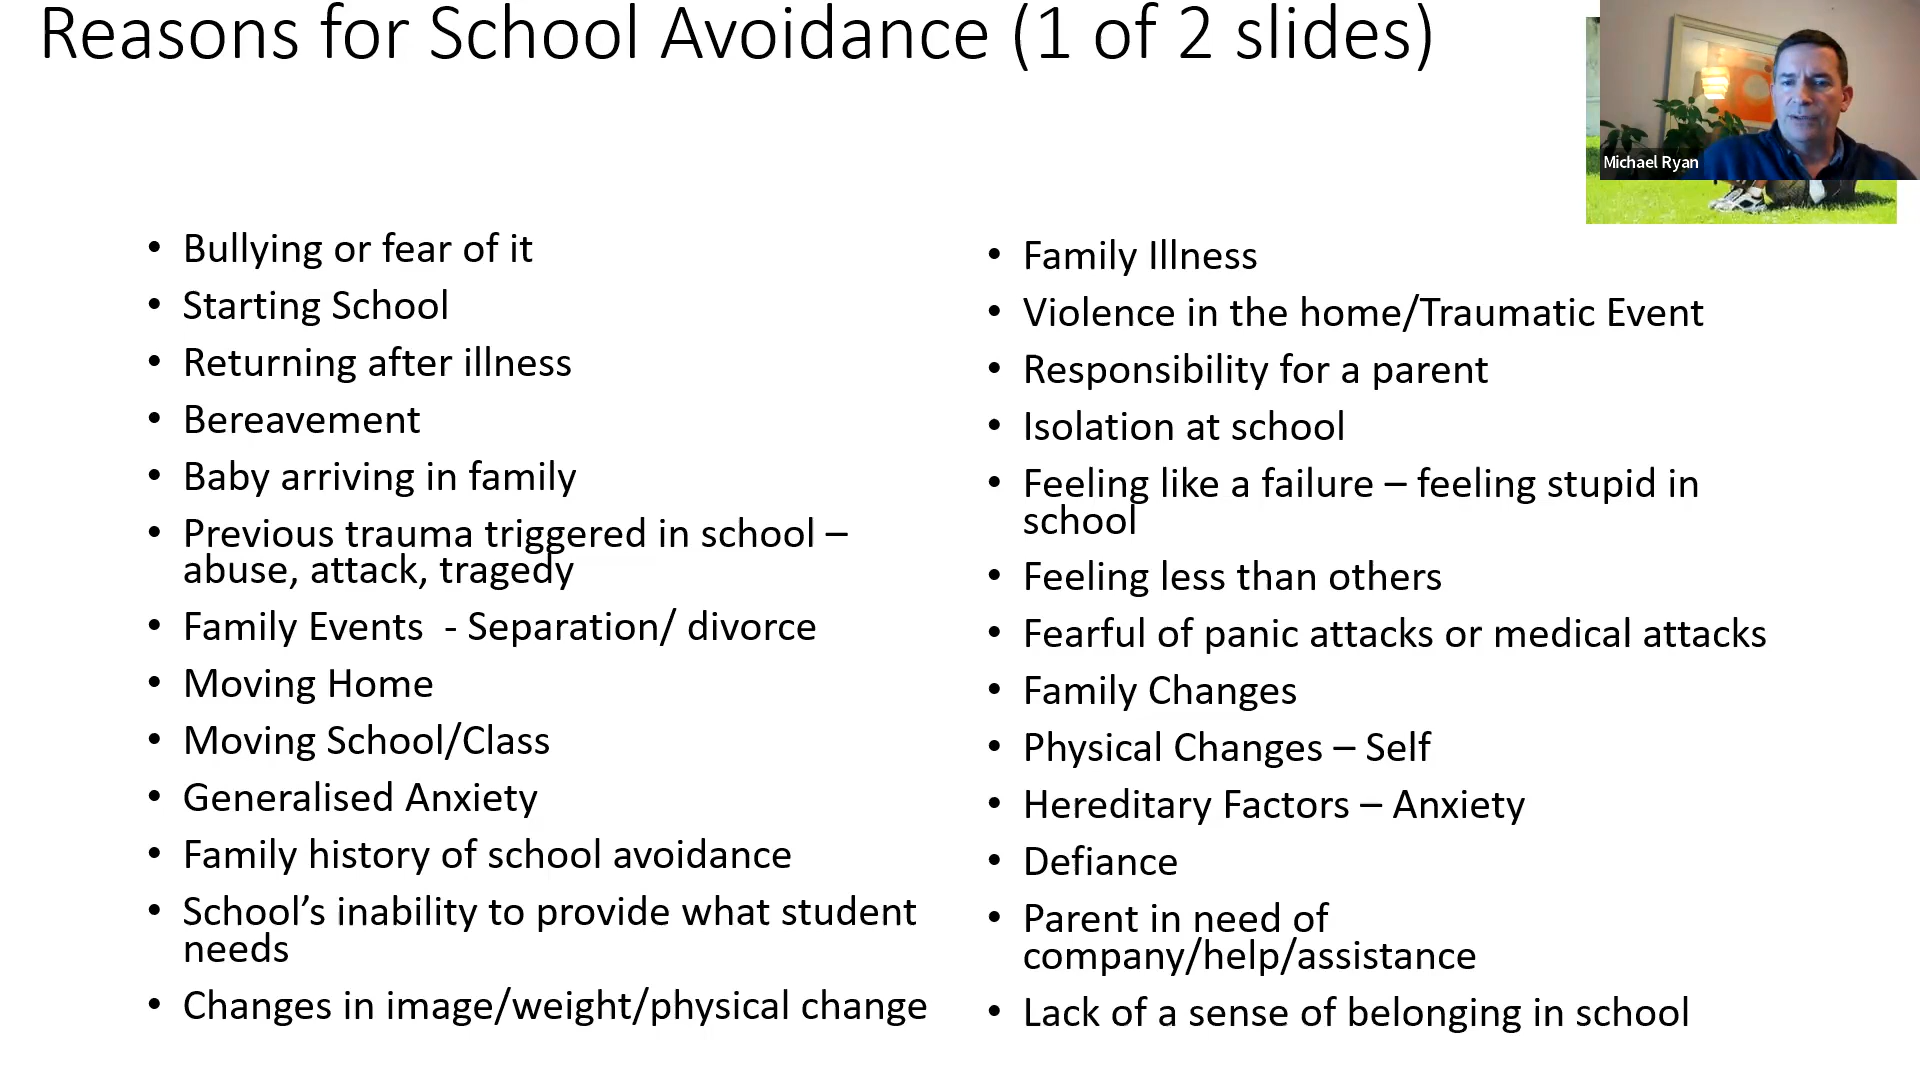 Reasons for School Avoidance (1 of 2 slides)
Michael Ryan
• Bullying or fear of it
• Starting School
• Returning after illness
• Bereavement
• Baby arriving in family
• Previous trauma triggered in school –
abuse, attack, tragedy
• Family Events - Separation/ divorce
• Moving Home
• Moving School/Class
• Generalised Anxiety
• Family history of school avoidance
• School’s inability to provide what student
needs
• Changes in image/weight/physical change
• Family Illness
• Violence in the home/Traumatic Event
• Responsibility for a parent
• Isolation at school
• Feeling like a failure – feeling stupid in
school
• Feeling less than others
• Fearful of panic attacks or medical attacks
• Family Changes
• Physical Changes – Self
• Hereditary Factors – Anxiety
• Defiance
• Parent in need of
company/help/assistance
• Lack of a sense of belonging in school